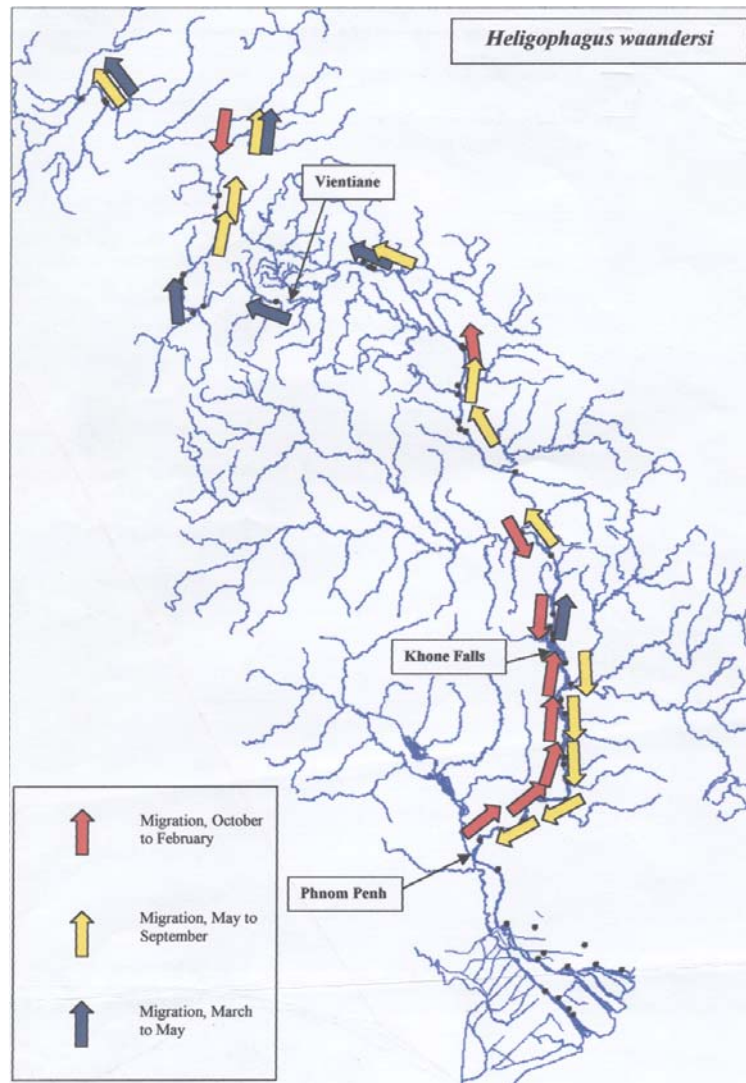 Heligophagus waandersi
Vientiane
Khone Falls
Phnom Penh
Migration, October
to February
Migration, May to
September
Migration, March
to May